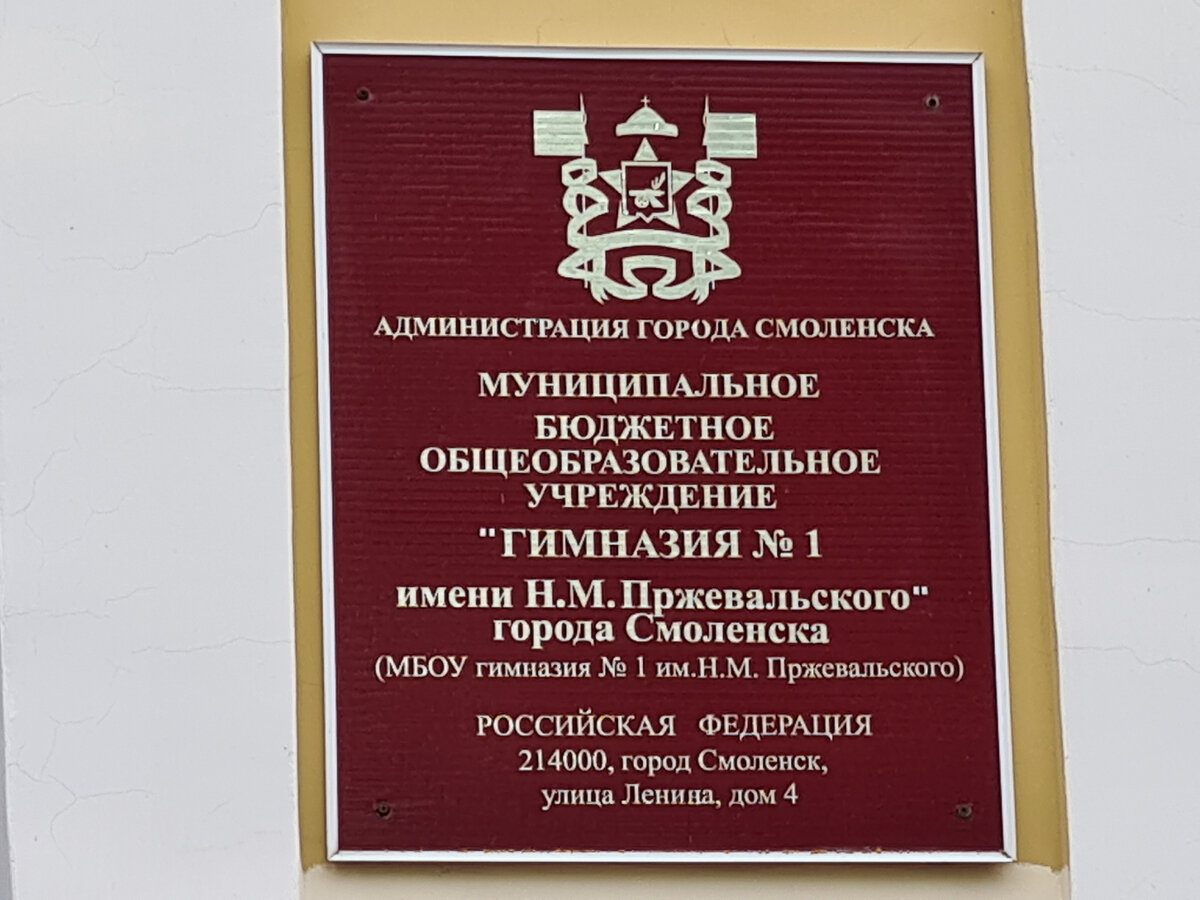 АДМИНИСТРАЦИЯ ГОРОДА СМОЛЕНСКА
МУНИЦИПАЛЬНОЕ
БЮДЖЕТНОЕ
ОБЩЕОБРАЗОВАТЕЛЬНОЕ
УЧРЕЖДЕНИЕ
"ГИМНАЗИЯ № 1
имени Н.М.Пржевальского"
города Смоленска
(МБОУ гимназия № 1 им.Н.М. Пржевальского)
РОССИЙСКАЯ ФЕДЕРАЦИЯ
214000, город Смоленск,
улица Ленина, дом 4